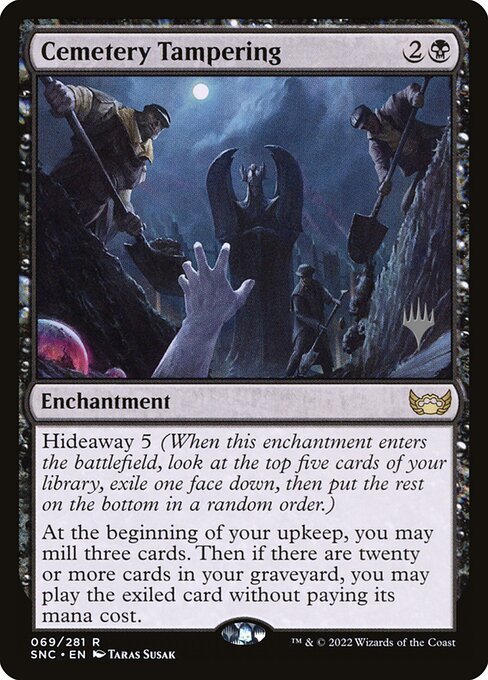 Cemetery Tampering 2
Enchantment
Hideaway 5 (When this enchantment enters
the battlefield, look at the top five cards of your
library, exile one face down, then put the rest
on the bottom in a random order.)
At the beginning of your upkeep, you may
mill three cards. Then if there are twenty
or more cards in your graveyard, you may
play the exiled card without paying its
mana cost.
069/281 R
SNC • EN Taras Susak
™ & © 2022 Wizards of the Coast